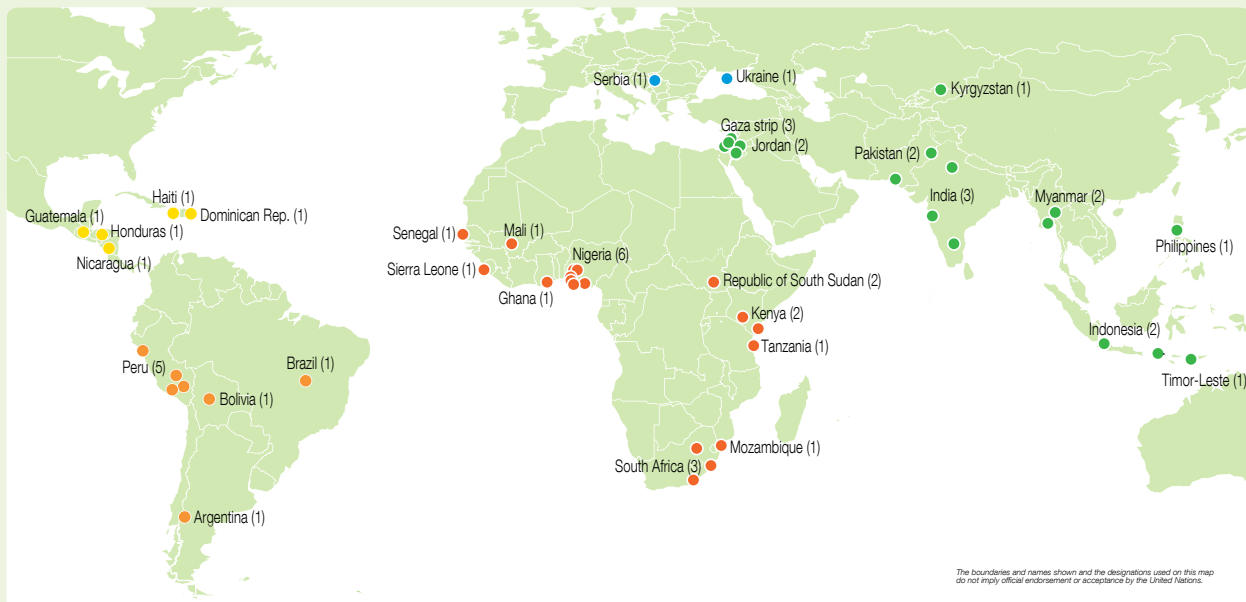 Serbia (1)
Ukraine (1)
Kyrgyzstan (1)
Gaza strip (3)
Jordan (2)
Pakistan (2)
India (3)
Myanmar (2)
Philippines (1)
Indonesia (2)
Timor-Leste (1)
Haiti (1)
Dominican Rep. (1)
Guatemala (1)
Honduras (1)
Nicaragua (1)
Senegal (1)
Mali (1)
Nigeria (6)
Sierra Leone (1)
Ghana (1)
Republic of South Sudan (2)
Kenya (2)
Tanzania (1)
Peru (5)
Brazil (1)
Bolivia (1)
Mozambique (1)
South Africa (3)
Argentina (1)
The boundaries and names shown and the designations used on this map
do not imply official endorsement or acceptance by the United Nations.